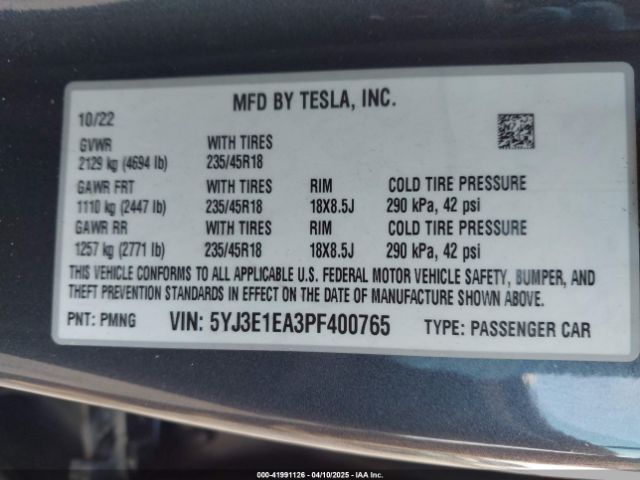 MFD BY TESLA, INC.
10/22
GVWR WITH TIRES
2129 kg (4694 lb) 235/45R18
GAWR FRT WITH TIRES RIM COLD TIRE PRESSURE
1110 kg (2447 lb) 235/45R18 18X8.5J 290 kPa, 42 psi
GAWR RR WITH TIRES RIM COLD TIRE PRESSURE
1257 kg (2771 lb) 235/45R18 18X8.5J 290 kPa, 42 psi
THIS VEHICLE CONFORMS TO ALL APPLICABLE U.S. FEDERAL MOTOR VEHICLE SAFETY, BUMPER, AND
THEFT PREVENTION STANDARDS IN EFFECT ON THE DATE OF MANUFACTURE SHOWN ABOVE.
PNT: PMNG VIN: 5YJ3E1EA3PF400765 TYPE: PASSENGER CAR
000-41991126 - 04/10/2025 - IAA Inc.